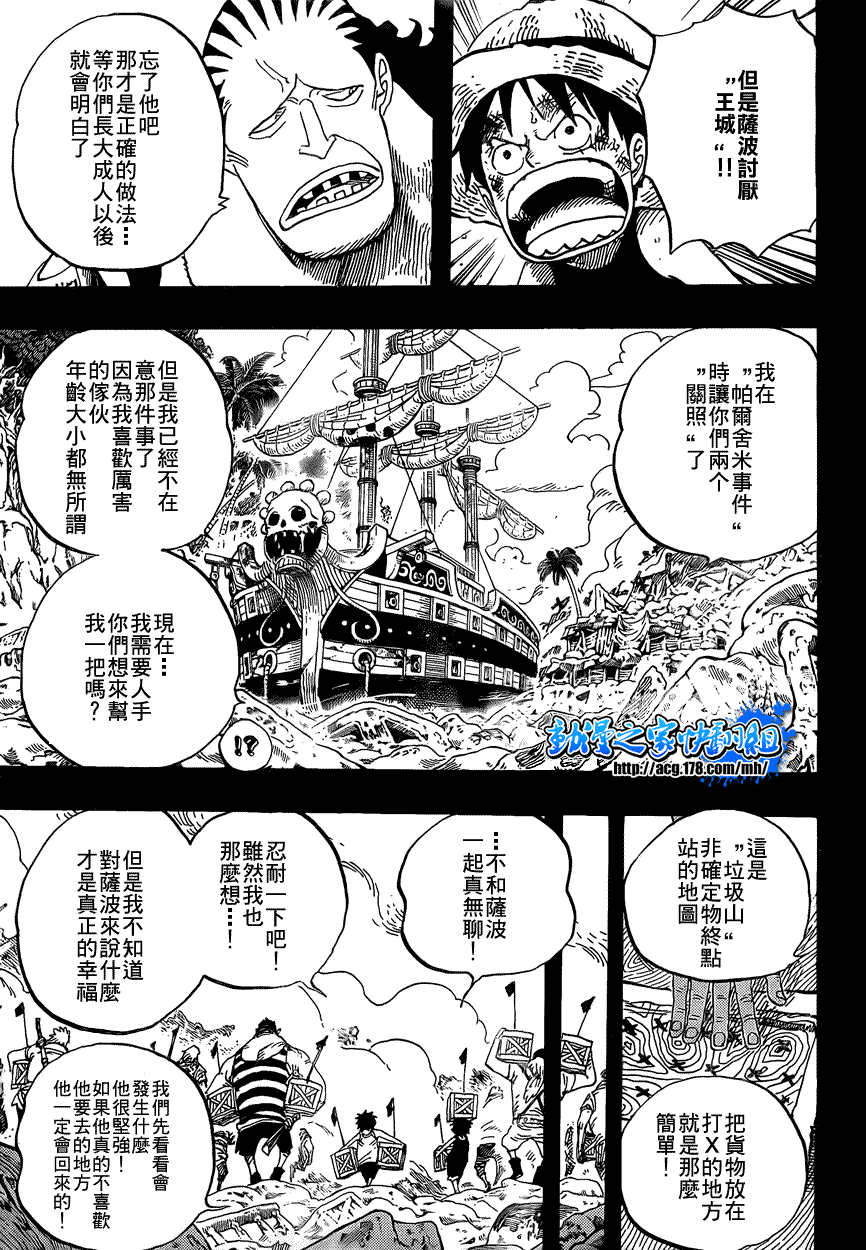 但是薩波討厭
”王城“!!
忘了他吧
那才是正確的做法…
等你們長大成人以後
就會明白了
我在
”帕爾舍米事件“
時讓你們兩個
”關照“了
但是我已經不在
意那件事了
因為我喜歡厲害
的傢伙
年齡大小都無所謂
現在…
我需要人手
你們想來幫
我一把嗎?
!?
動漫之家快報漢化組
http://acg.178.com/mh/
這是
”垃圾山“
非確定物終點
站的地圖
把貨物放在
打X的地方
就是那麼
簡單!
…不和薩波
一起真無聊!
忍耐一下吧!
雖然我也
那麼想…!
但是我不知道
對薩波來說什麼
才是真正的幸福
我們先看看會
發生什麼
他很堅強!
如果他真的不喜歡
他要去的地方
他一定會回來的!